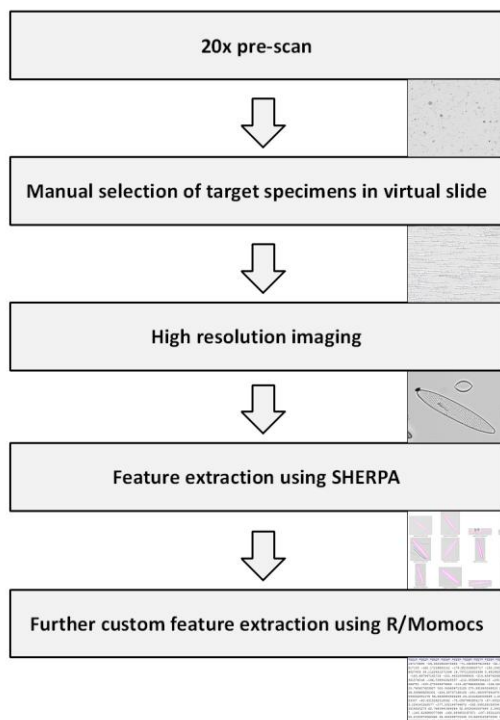 20x pre-scan
Manual selection of target specimens in virtual slide
High resolution imaging
Feature extraction using SHERPA
Further custom feature extraction using R/Momocs